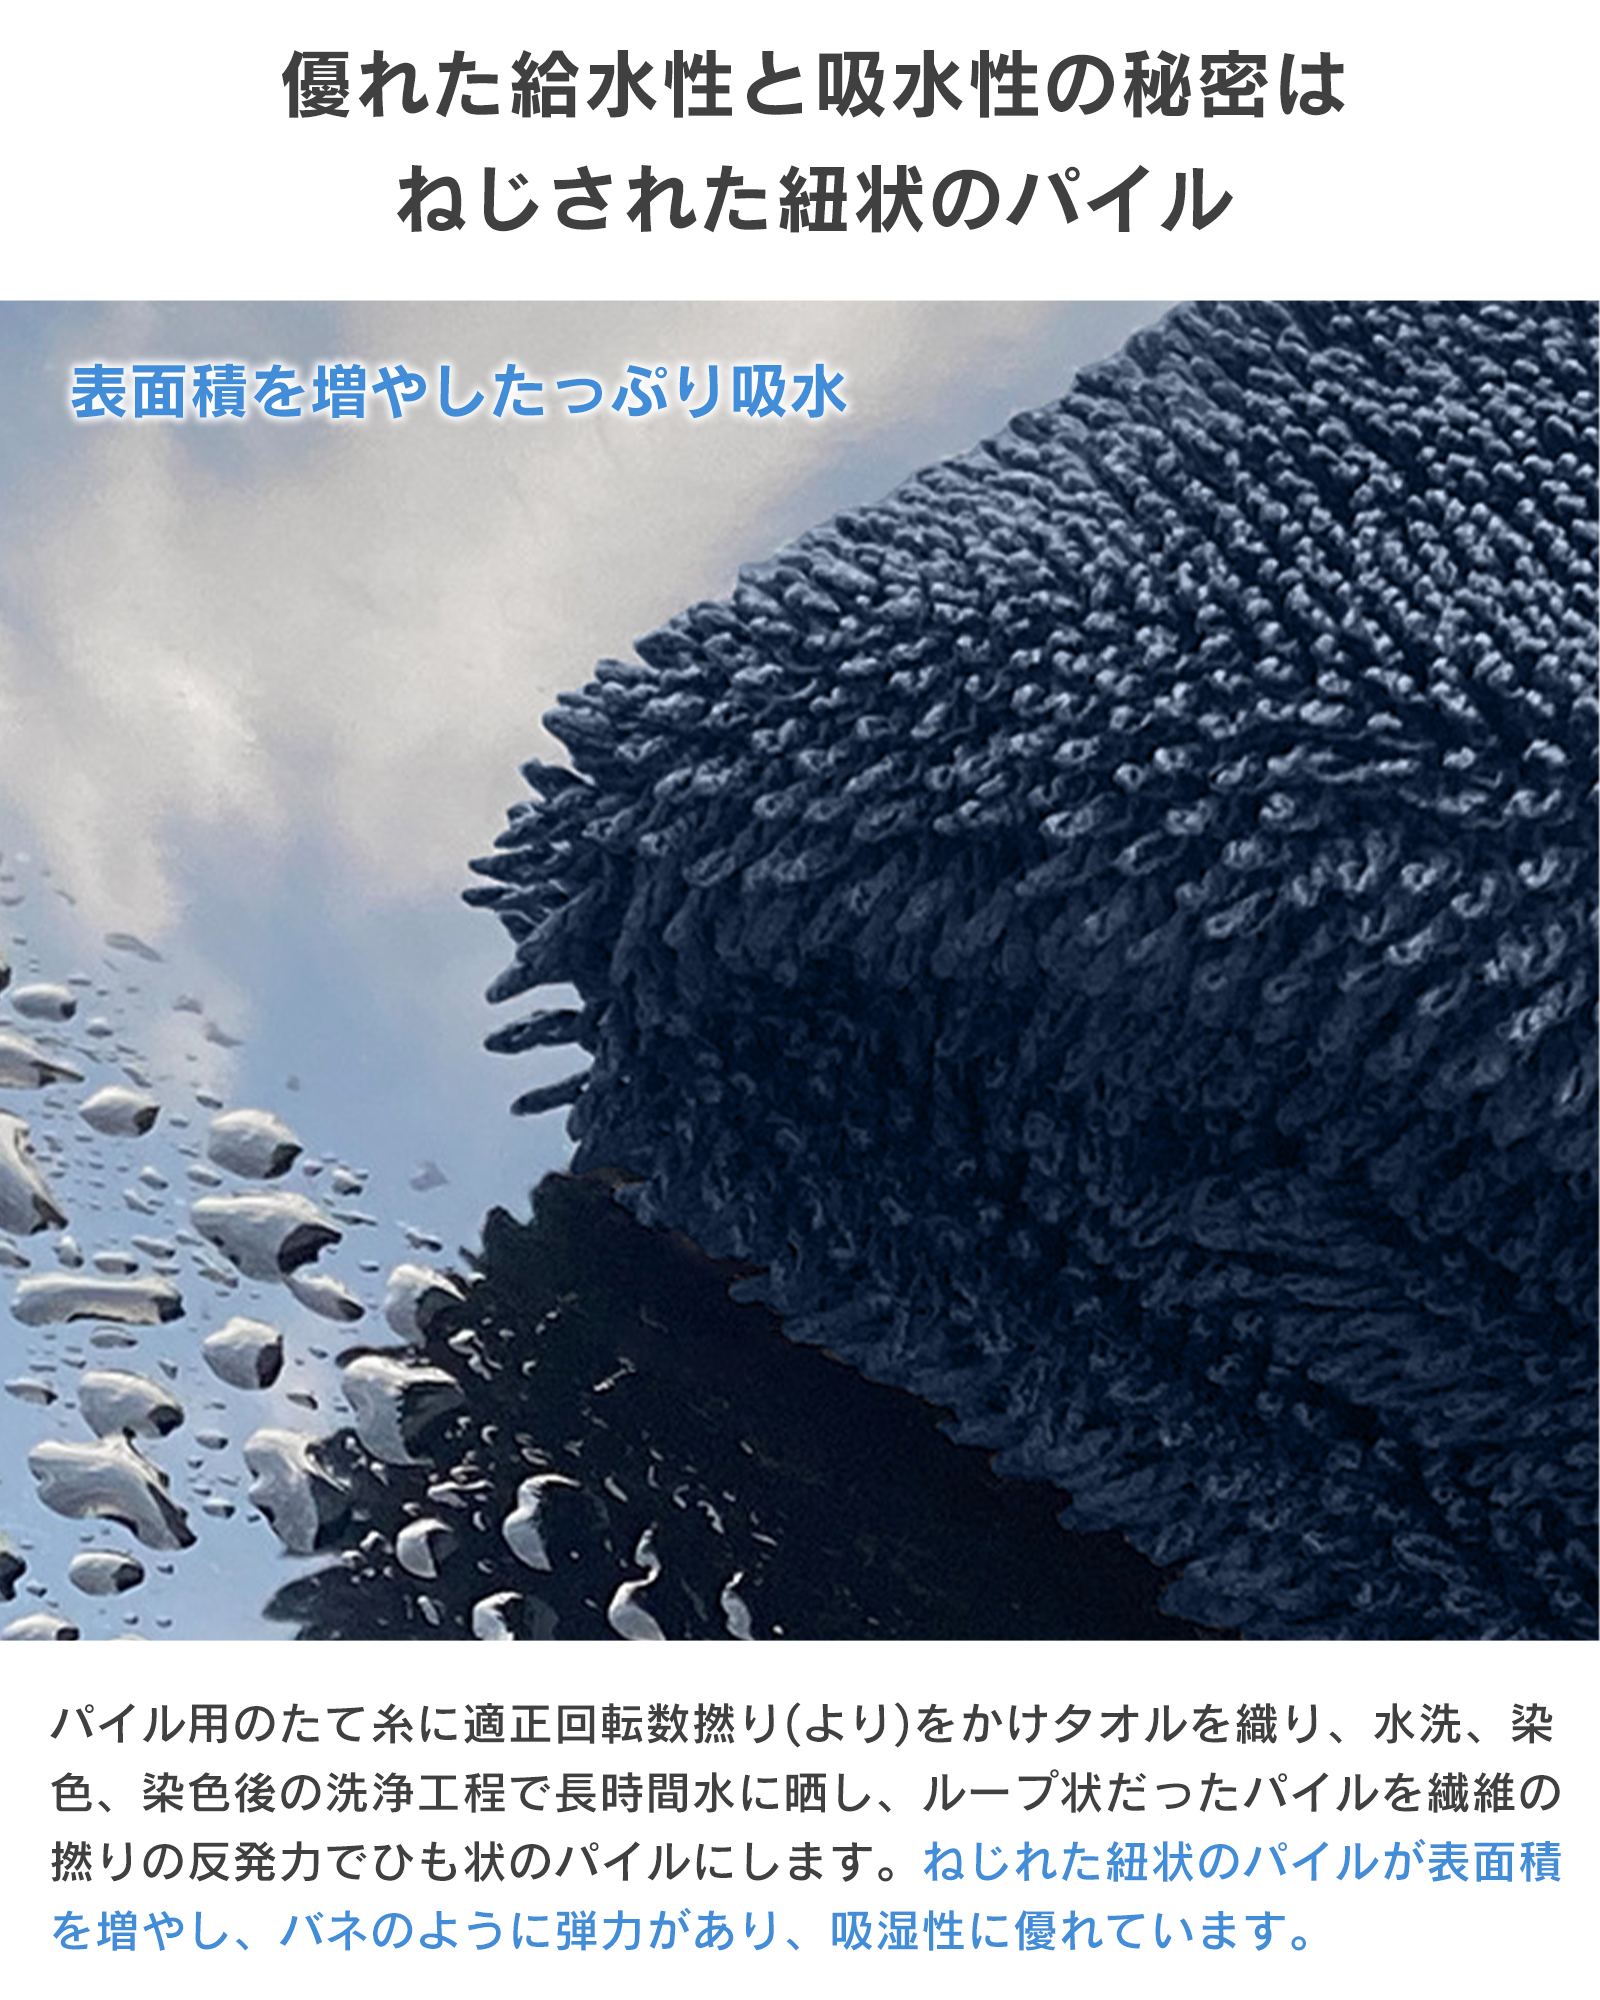 優れた給水性と吸水性の秘密は
ねじされた紐状のパイル
表面積を増やしたっぷり吸水
パイル用のたて糸に適正回転数撚り(より)をかけタオルを織り、水洗、染
色、染色後の洗浄工程で長時間水に晒し、ループ状だったパイルを繊維の
撚りの反発力でひも状のパイルにします。ねじれた紐状のパイルが表面積
を増やし、バネのように弾力があり、吸湿性に優れています。